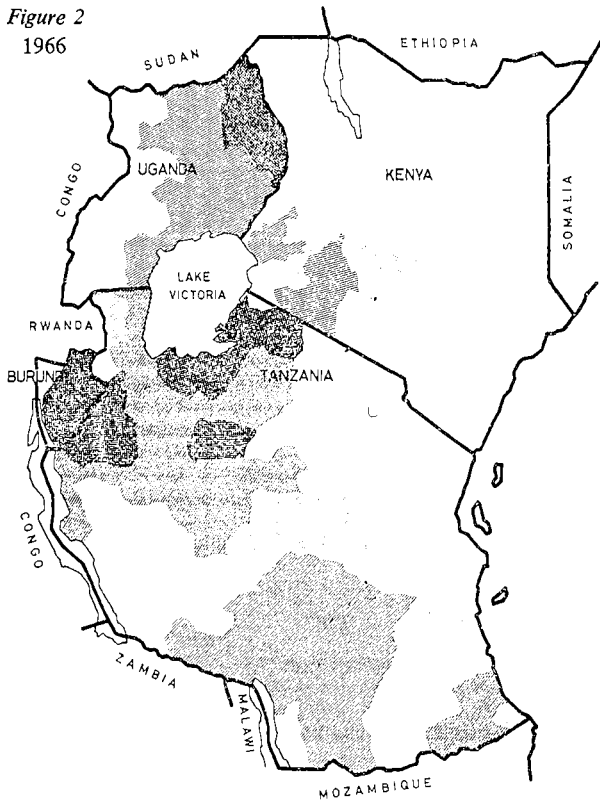 Figure 2
1966
SUDAN
ETHIOPIA
UGANDA
KENYA
CONGO
SOMALIA
LAKE
VICTORIA
RWANDA
BURUNDI
TANZANIA
CONGO
ZAMBIA
MALAWI
MOZAMBIQUE